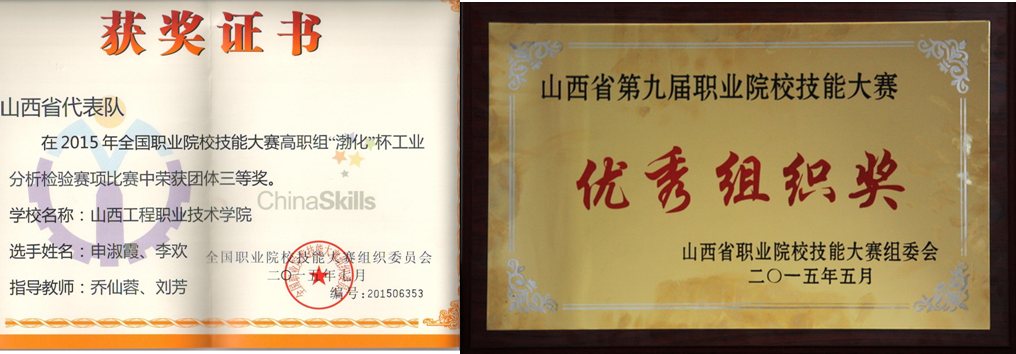 获奖证书
山西省代表队
在2015年全国职业院校技能大赛高职组“渤化”杯工业
分析检验赛项比赛中荣获团体三等奖。
ChinaSkills
学校名称：山西工程职业技术学院
选手姓名：申淑霞、李欢
全国职业院校技能大赛组织委员会
二〇一五年七月
指导教师：乔仙蓉、刘芳
编号:201506353
山西省第九届职业院校技能大赛
优秀组织奖
山西省职业院校技能大赛组委会
二〇一五年五月